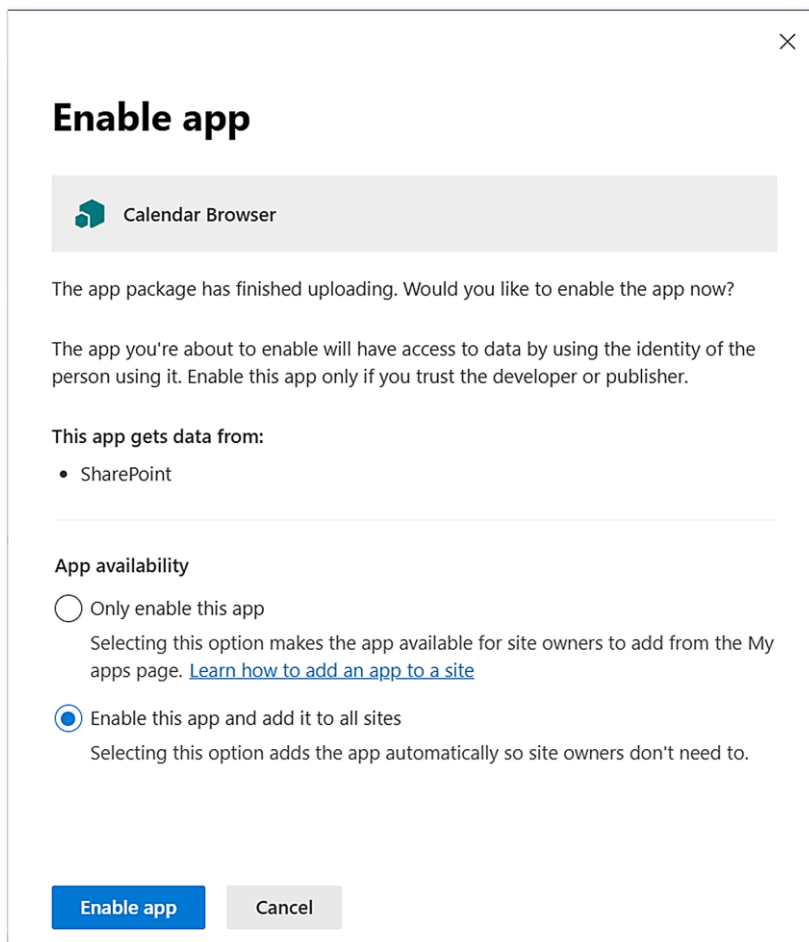 Enable app
Calendar Browser
The app package has finished uploading. Would you like to enable the app now?
The app you're about to enable will have access to data by using the identity of the
person using it. Enable this app only if you trust the developer or publisher.
This app gets data from:
• SharePoint
App availability
Only enable this app
Selecting this option makes the app available for site owners to add from the My
apps page. Learn how to add an app to a site
Enable this app and add it to all sites
Selecting this option adds the app automatically so site owners don't need to.
Enable app
Cancel